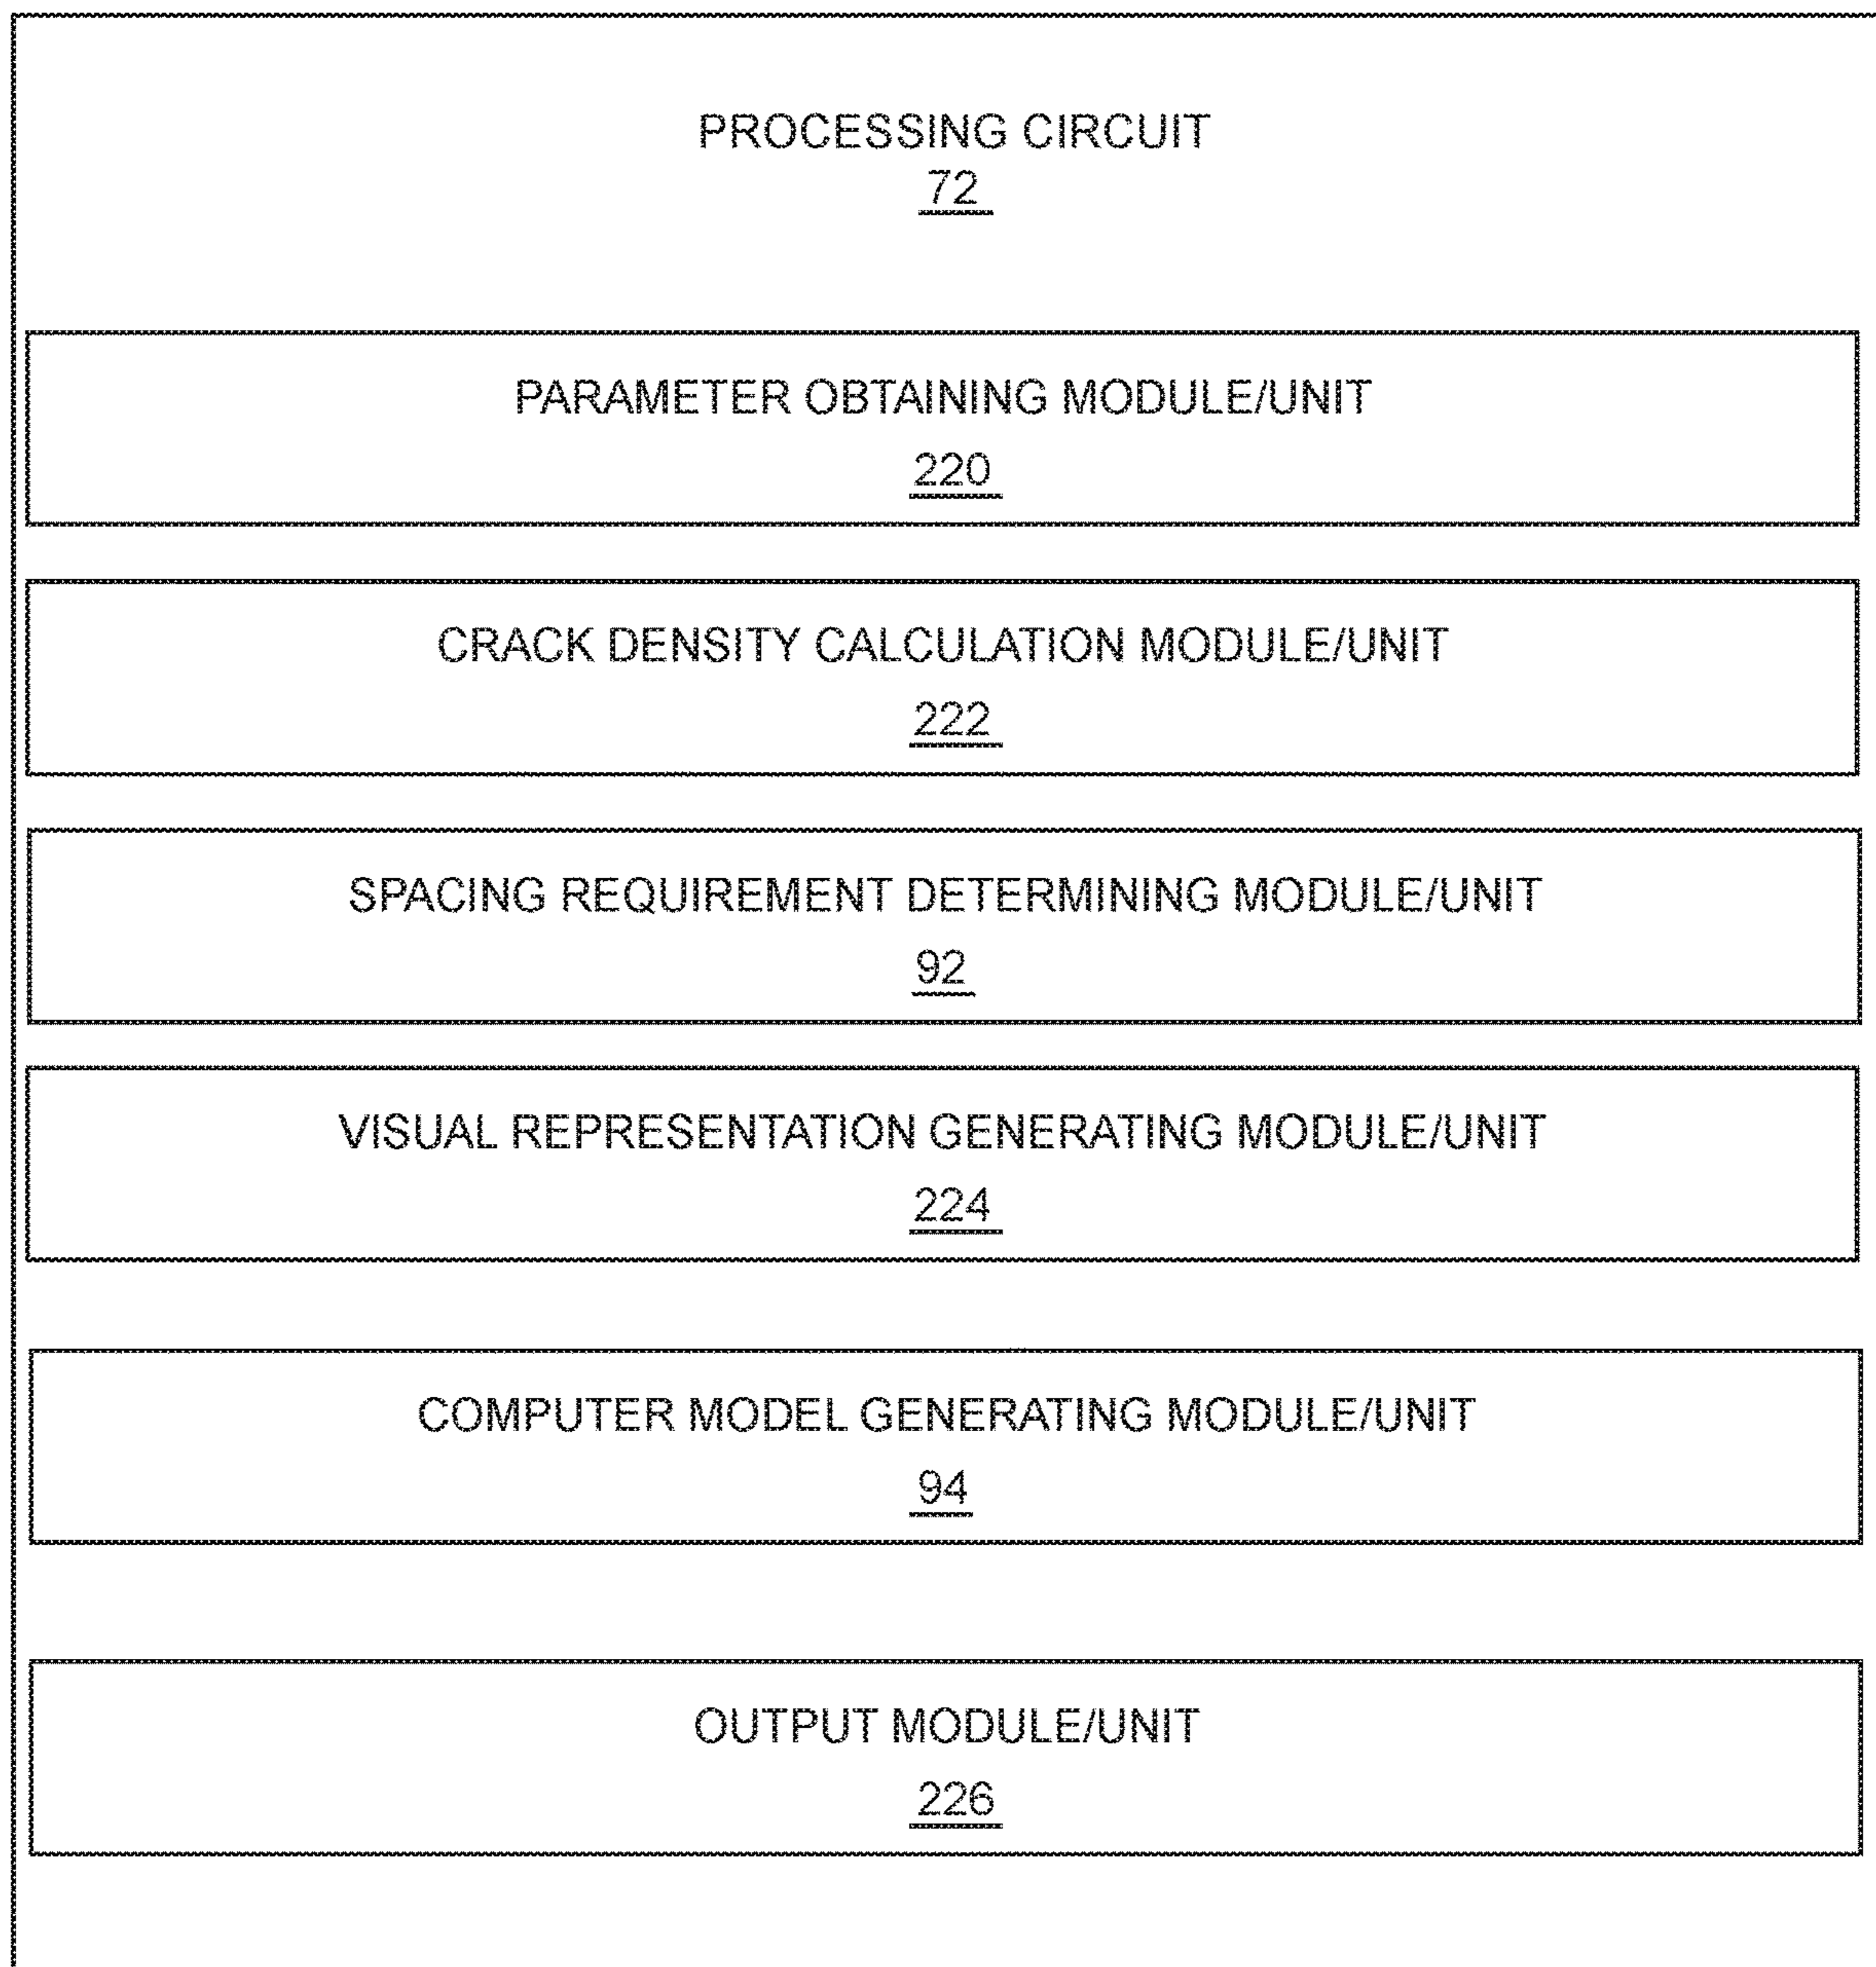 PROCESSING CIRCUIT
72
PARAMETER OBTAINING MODULE/UNIT
220
CRACK DENSITY CALCULATION MODULE/UNIT
222
SPACING REQUIREMENT DETERMINING MODULE/UNIT
92
VISUAL REPRESENTATION GENERATING MODULE/UNIT
224
COMPUTER MODEL GENERATING MODULE/UNIT
94
OUTPUT MODULE/UNIT
226